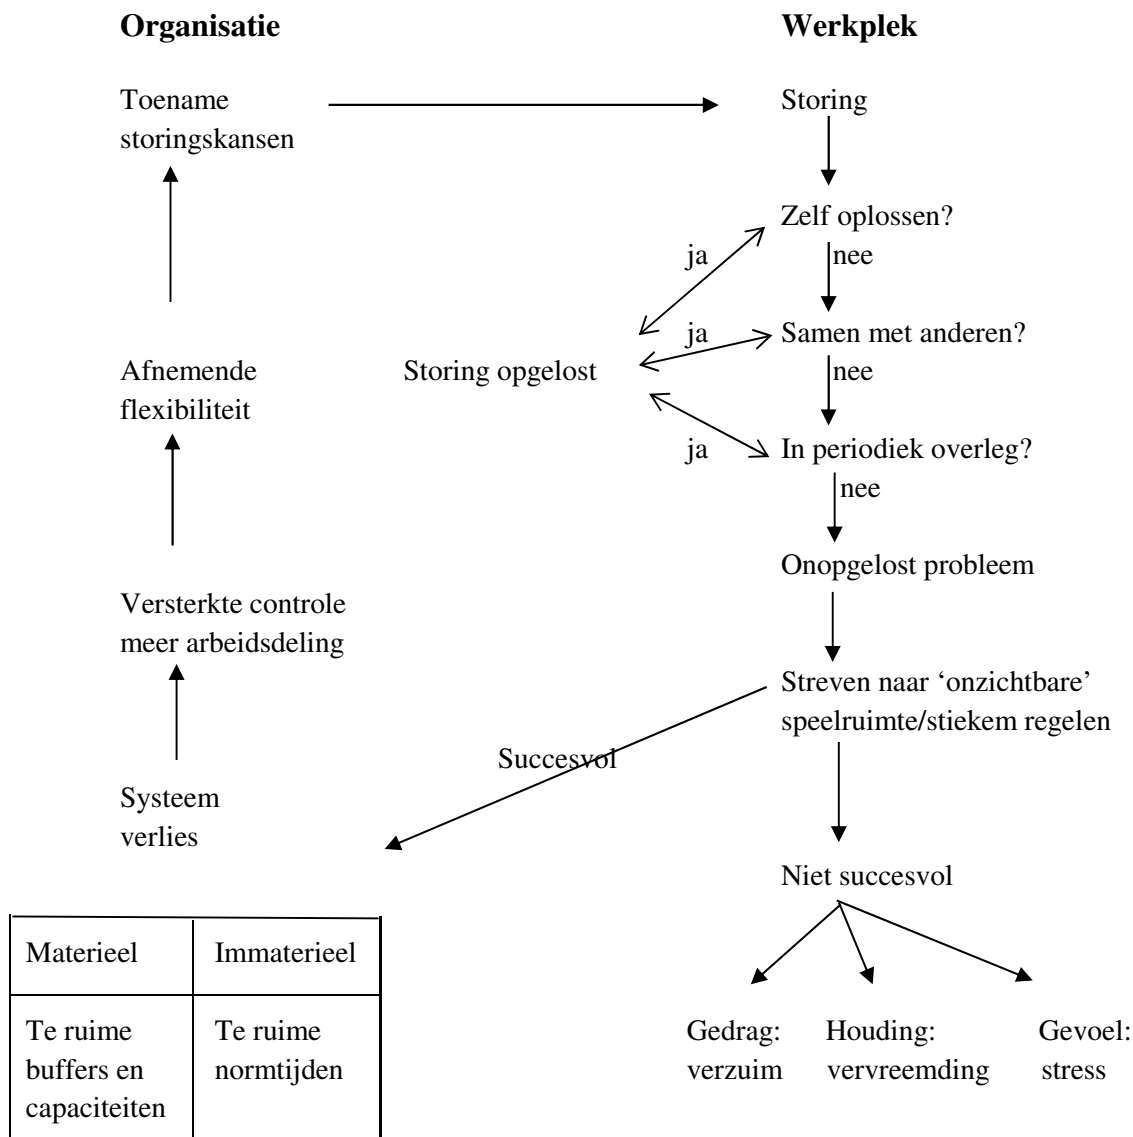 Organisatie
Werkplek
Toename
storingskansen
Storing
Zelf oplossen?
ja
nee
Samen met anderen?
ja
nee
Afnemende
flexibiliteit
Storing opgelost
In periodiek overleg?
ja
nee
Onopgelost probleem
Versterkte controle
meer arbeidsdeling
Streven naar ‘onzichtbare’
speelruimte/stiekem regelen
Succesvol
Systeem
verlies
Niet succesvol
Materieel
Immaterieel
Te ruime
buffers en
capaciteiten
Te ruime
normtijden
Gedrag:
verzuim
Houding:
vervreemding
Gevoel:
stress